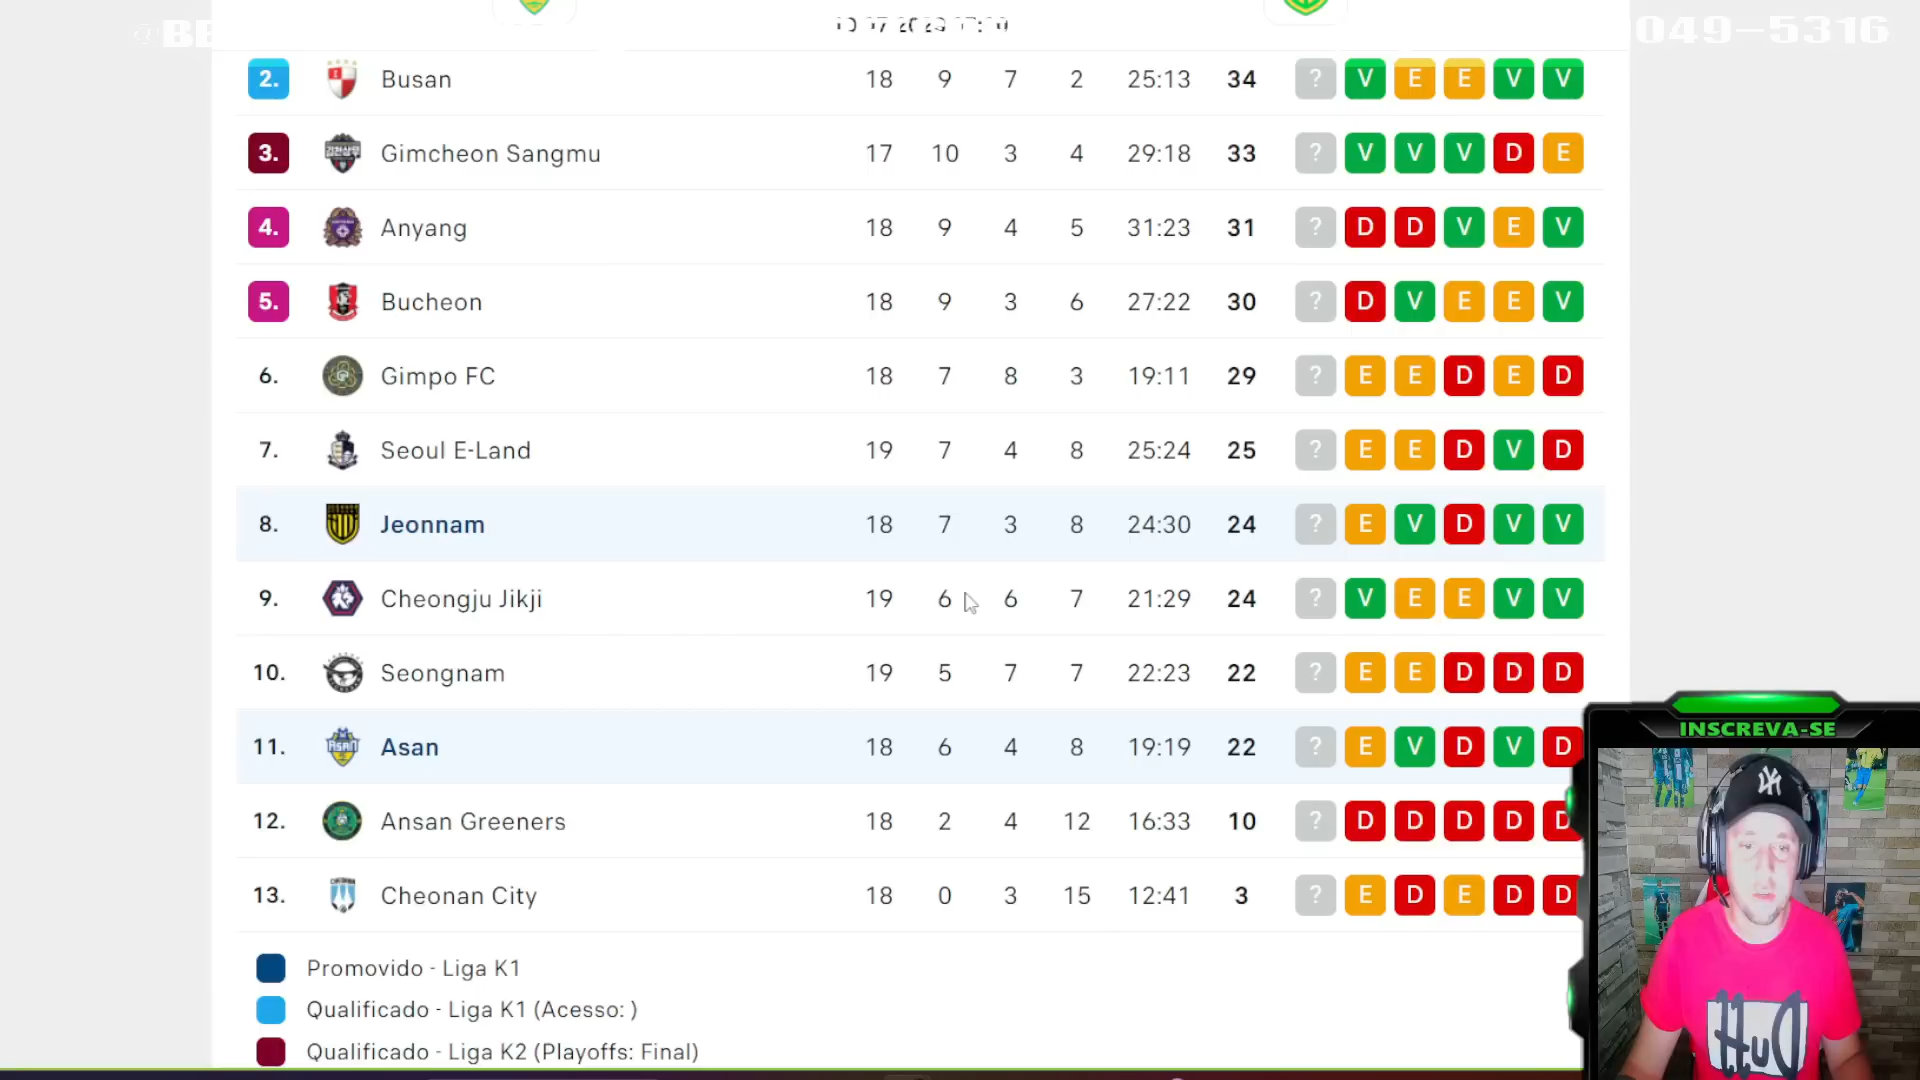 @BE
049-5316
2. Busan 18 9 7 2 25:13 34 ? V E E V V
3. Gimcheon Sangmu 17 10 3 4 29:18 33 ? V V V D E
4. Anyang 18 9 4 5 31:23 31 ? D D V E V
5. Bucheon 18 9 3 6 27:22 30 ? D V E E V
6. Gimpo FC 18 7 8 3 19:11 29 ? E E D E D
7. Seoul E-Land 19 7 4 8 25:24 25 ? E E D V D
8. Jeonnam 18 7 3 8 24:30 24 ? E V D V V
9. Cheongju Jikji 19 6 6 7 21:29 24 ? V E E V V
10. Seongnam 19 5 7 7 22:23 22 ? E E D D D
11. Asan 18 6 4 8 19:19 22 ? E V D V D
12. Ansan Greeners 18 2 4 12 16:33 10 ? D D D D D
13. Cheonan City 18 0 3 15 12:41 3 ? E D E D D
Promovido - Liga K1
Qualificado - Liga K1 (Acesso: )
Qualificado - Liga K2 (Playoffs: Final)
INSCREVA-SE